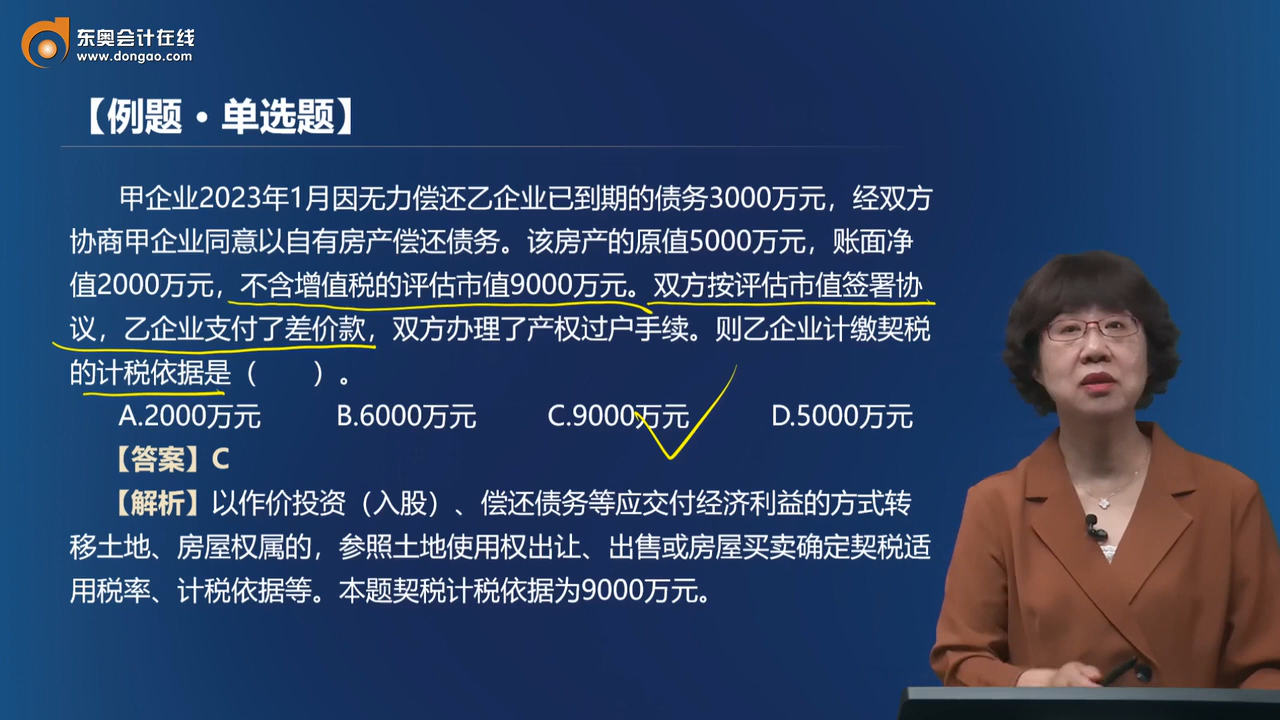 东奥会计在线
www.dongao.com
【例题·单选题】
甲企业2023年1月因无力偿还乙企业已到期的债务3000万元，经双方
协商甲企业同意以自有房产偿还债务。该房产的原值5000万元，账面净
值2000万元，不含增值税的评估市值9000万元。双方按评估市值签署协
议，乙企业支付了差价款，双方办理了产权过户手续。则乙企业计缴契税
的计税依据是（　　）。
A.2000万元　　B.6000万元　　C.9000万元　　D.5000万元
【答案】C
【解析】以作价投资（入股）、偿还债务等应交付经济利益的方式转
移土地、房屋权属的，参照土地使用权出让、出售或房屋买卖确定契税适
用税率、计税依据等。本题契税计税依据为9000万元。